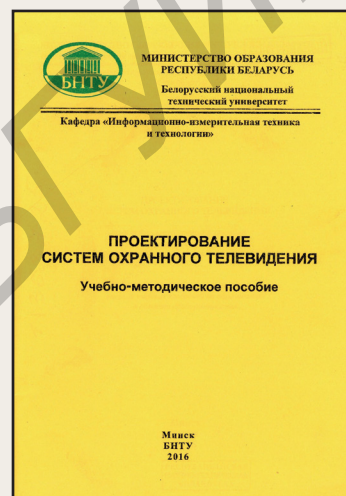 МИНИСТЕРСТВО ОБРАЗОВАНИЯ
РЕСПУБЛИКИ БЕЛАРУСЬ
БНТУ
Белорусский национальный
технический университет
Кафедра «Информационно-измерительная техника
и технологии»
ПРОЕКТИРОВАНИЕ
СИСТЕМ ОХРАННОГО ТЕЛЕВИДЕНИЯ
Учебно-методическое пособие
Минск
БНТУ
2016